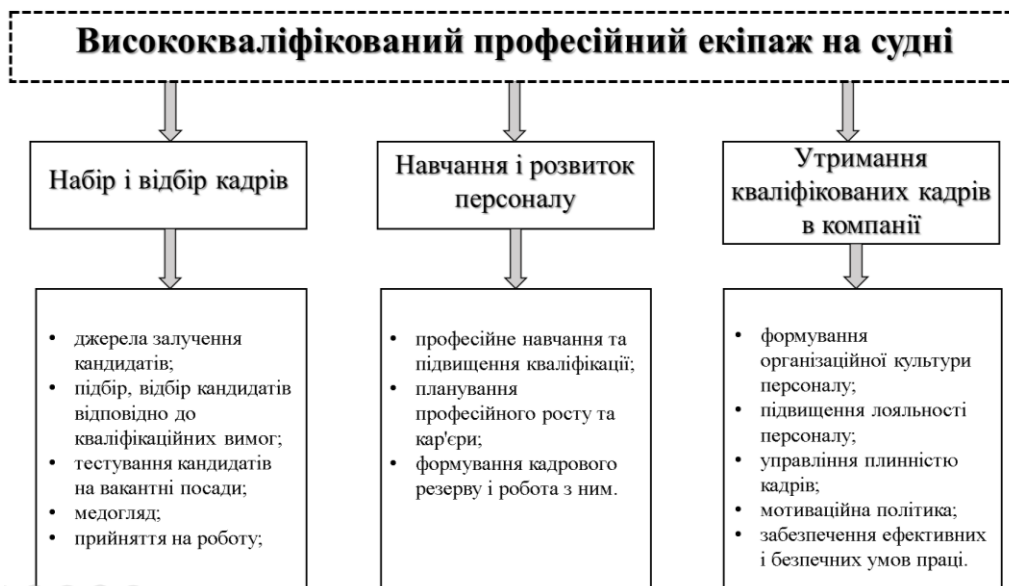 Висококваліфікований професійний екіпаж на судні
Набір і відбір кадрів
Навчання і розвиток
персоналу
Утримання
кваліфікованих кадрів
в компанії
• джерела залучення
кандидатів;
• підбір, відбір кандидатів
відповідно до
кваліфікаційних вимог;
• тестування кандидатів
на вакантні посади;
• медогляд;
• прийняття на роботу;
• професійне навчання та
підвищення кваліфікації;
• планування
професійного росту та
кар'єри;
• формування кадрового
резерву і робота з ним.
• формування
організаційної культури
персоналу;
• підвищення лояльності
персоналу;
• управління плинністю
кадрів;
• мотиваційна політика;
• забезпечення ефективних
і безпечних умов праці.